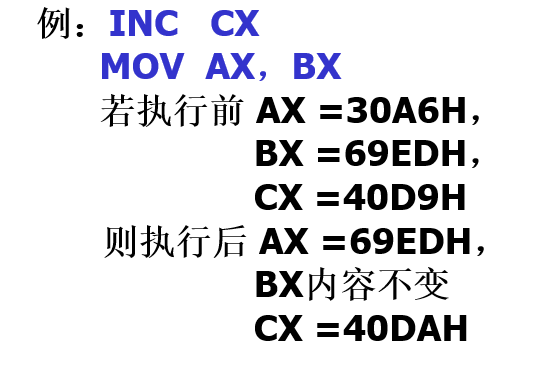 例：INC CX
MOV AX，BX
若执行前 AX =30A6H，
BX =69EDH，
CX =40D9H
则执行后 AX =69EDH，
BX内容不变
CX =40DAH